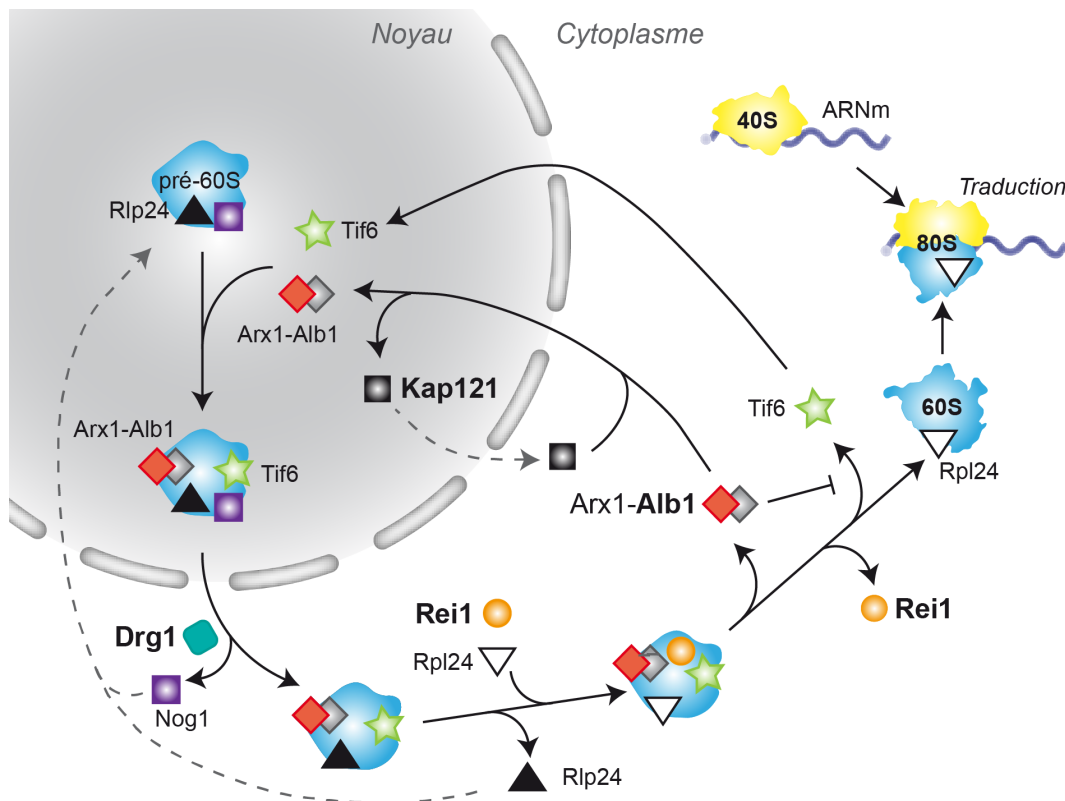 Noyau
Cytoplasme
40S
ARNm
pré-60S
Rlp24
Traduction
Tif6
80S
Arx1-Alb1
Kap121
Tif6
60S
Arx1-Alb1
Tif6
Rpl24
Arx1-Alb1
Rei1
Rei1
Drg1
Rpl24
Nog1
Rlp24